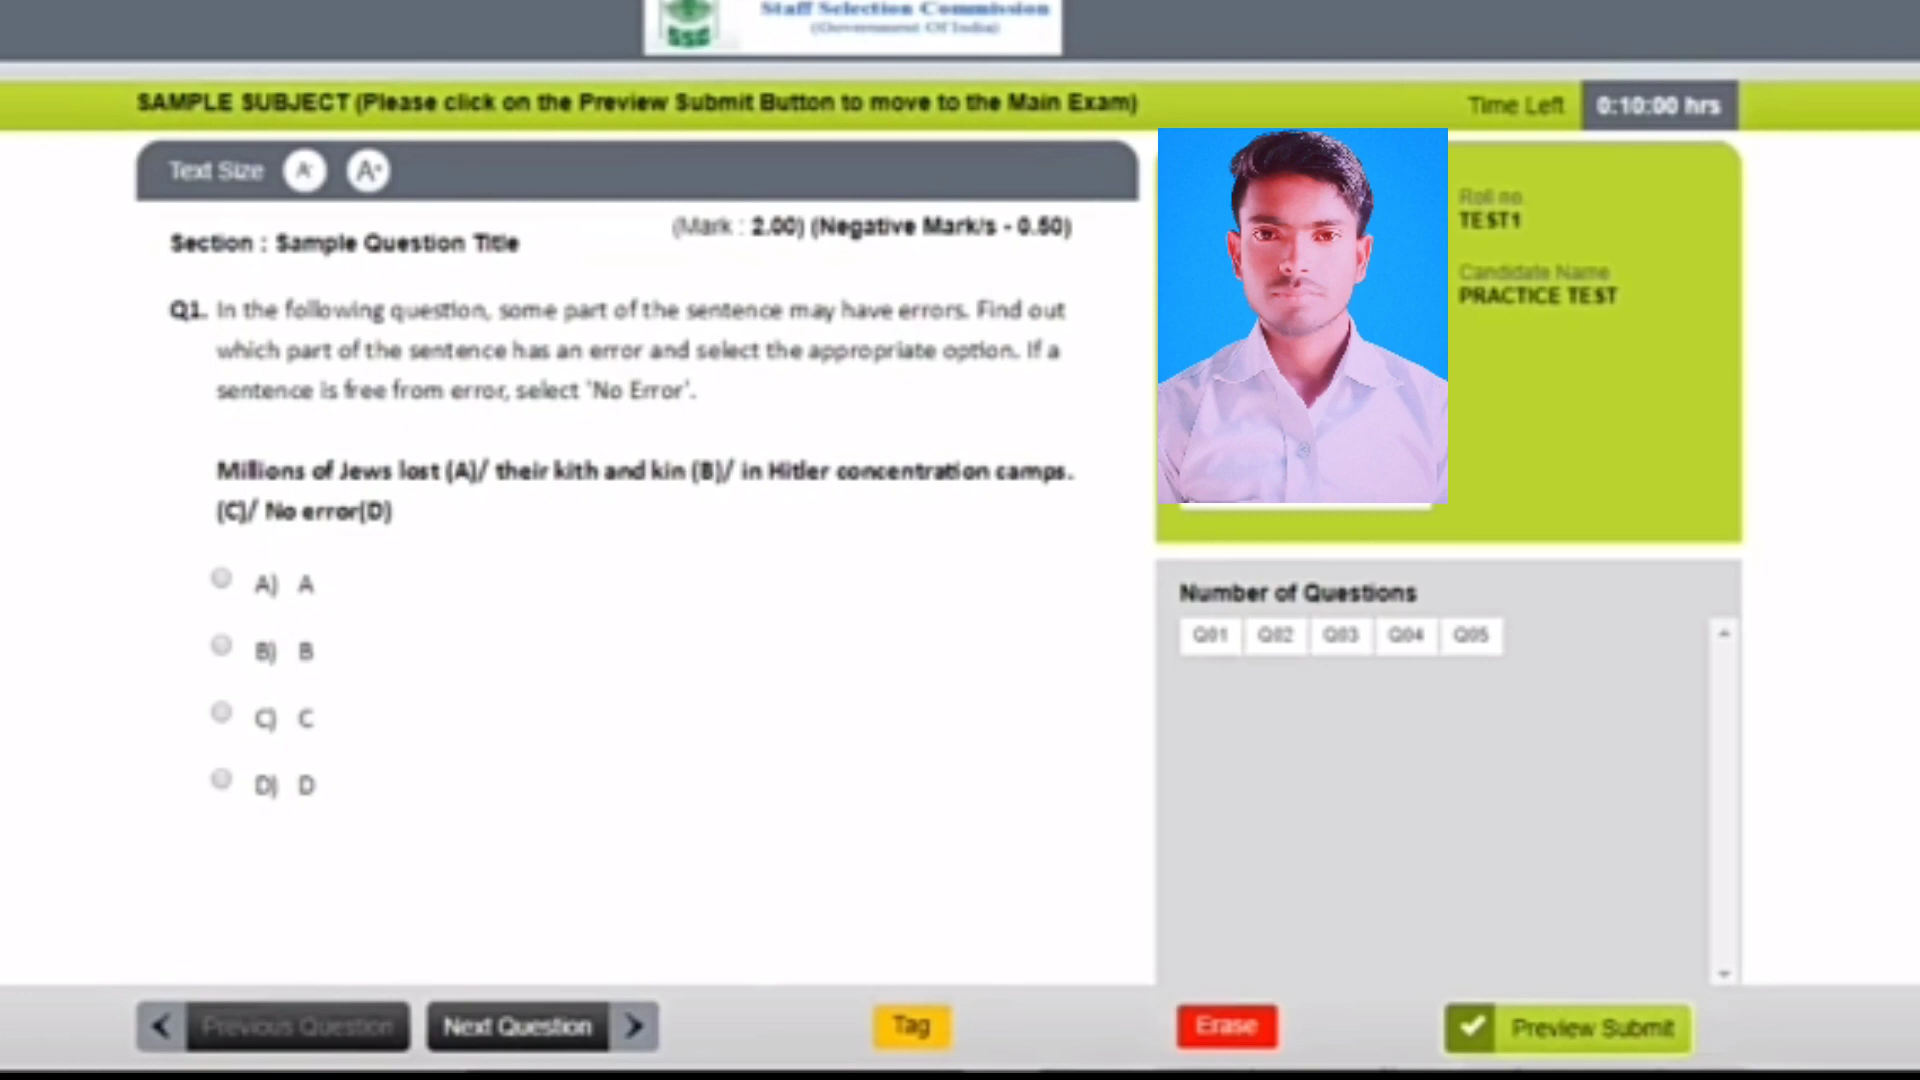 SSC
Staff Selection Commission
(Government Of India)
SAMPLE SUBJECT (Please click on the Preview Submit Button to move to the Main Exam)
Time Left 0:10:00 hrs
Text Size A- A+
Section : Sample Question Title
(Mark : 2.00) (Negative Mark/s - 0.50)
Q1. In the following question, some part of the sentence may have errors. Find out
which part of the sentence has an error and select the appropriate option. If a
sentence is free from error, select 'No Error'.
Millions of Jews lost (A)/ their kith and kin (B)/ in Hitler concentration camps.
(C)/ No error(D)
A) A
B) B
C) C
D) D
Roll no
TEST1
Candidate Name
PRACTICE TEST
Number of Questions
Q01 Q02 Q03 Q04 Q05
Previous Question
Next Question
Tag
Erase
Preview Submit